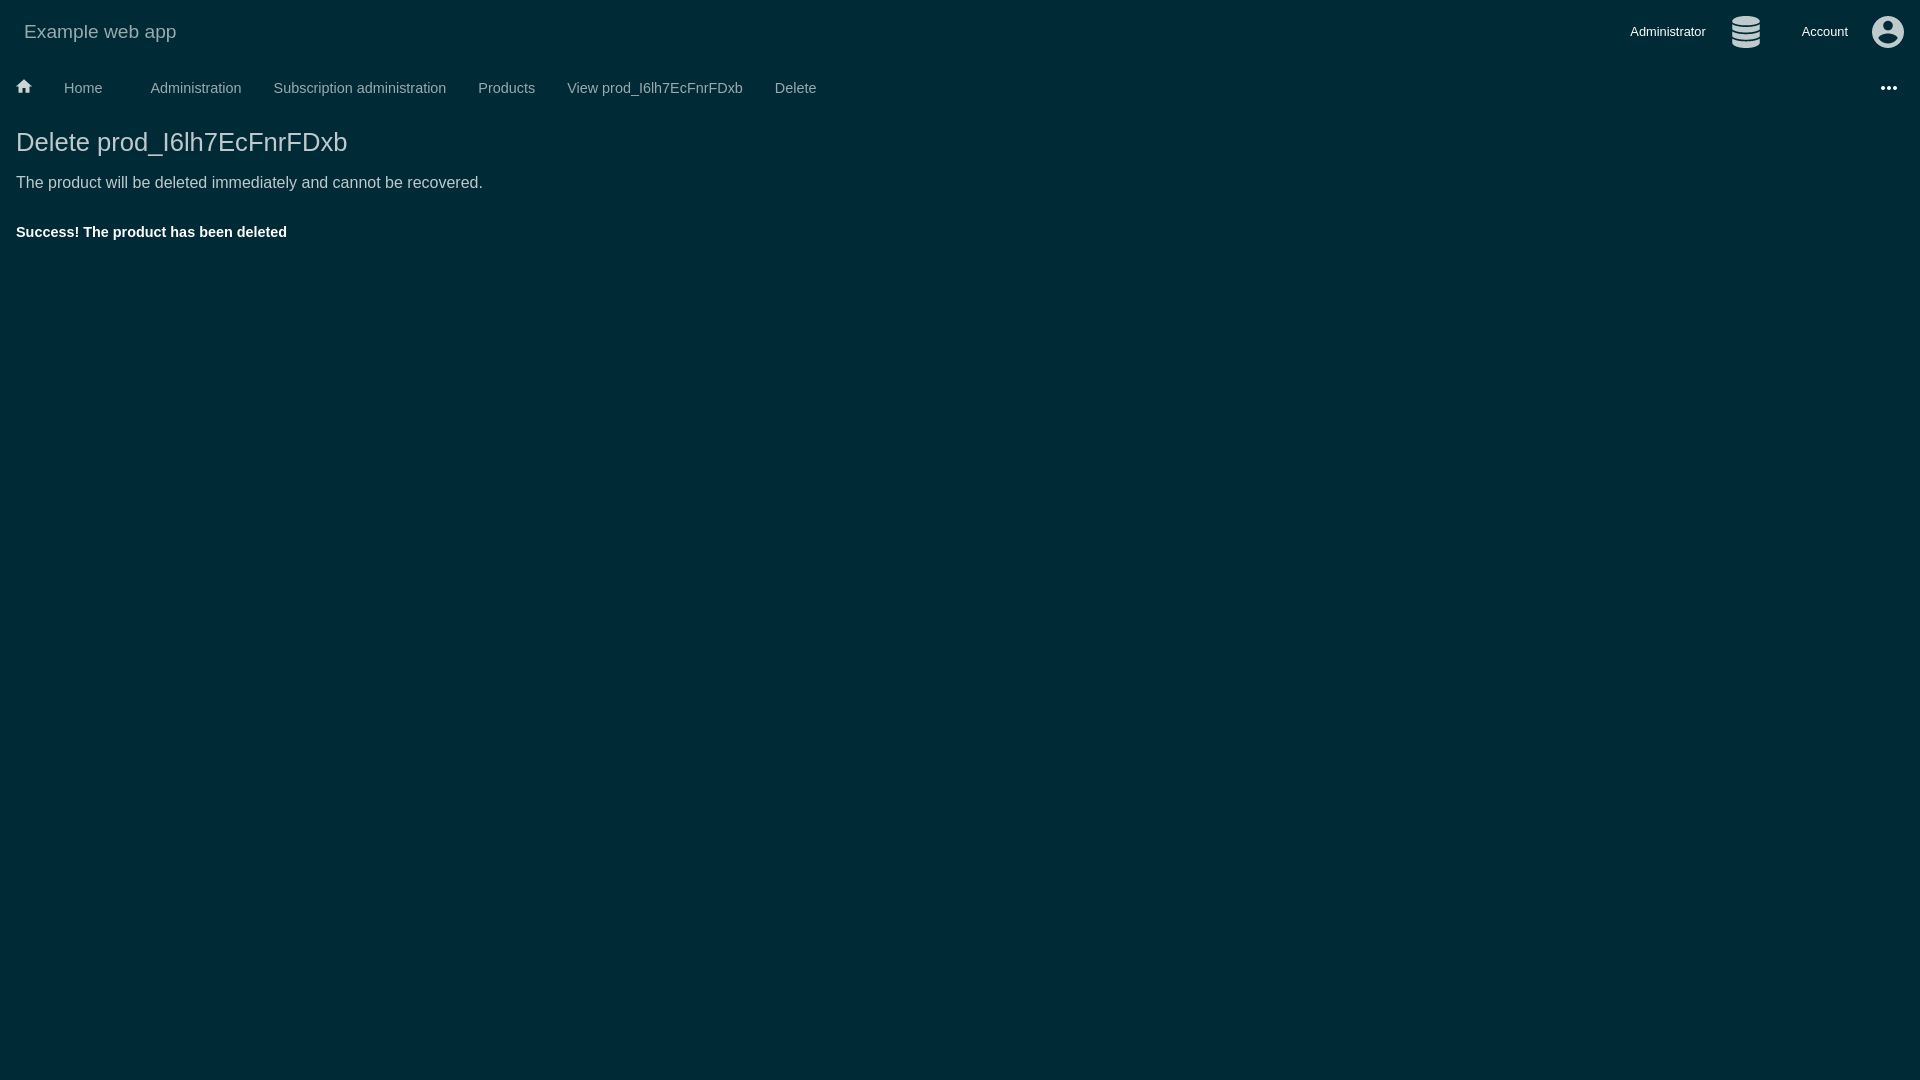 Example web app
Administrator
Account
Home
Administration
Subscription administration
Products
View prod_I6lh7EcFnrFDxb
Delete
Delete prod_I6lh7EcFnrFDxb
The product will be deleted immediately and cannot be recovered.
Success! The product has been deleted